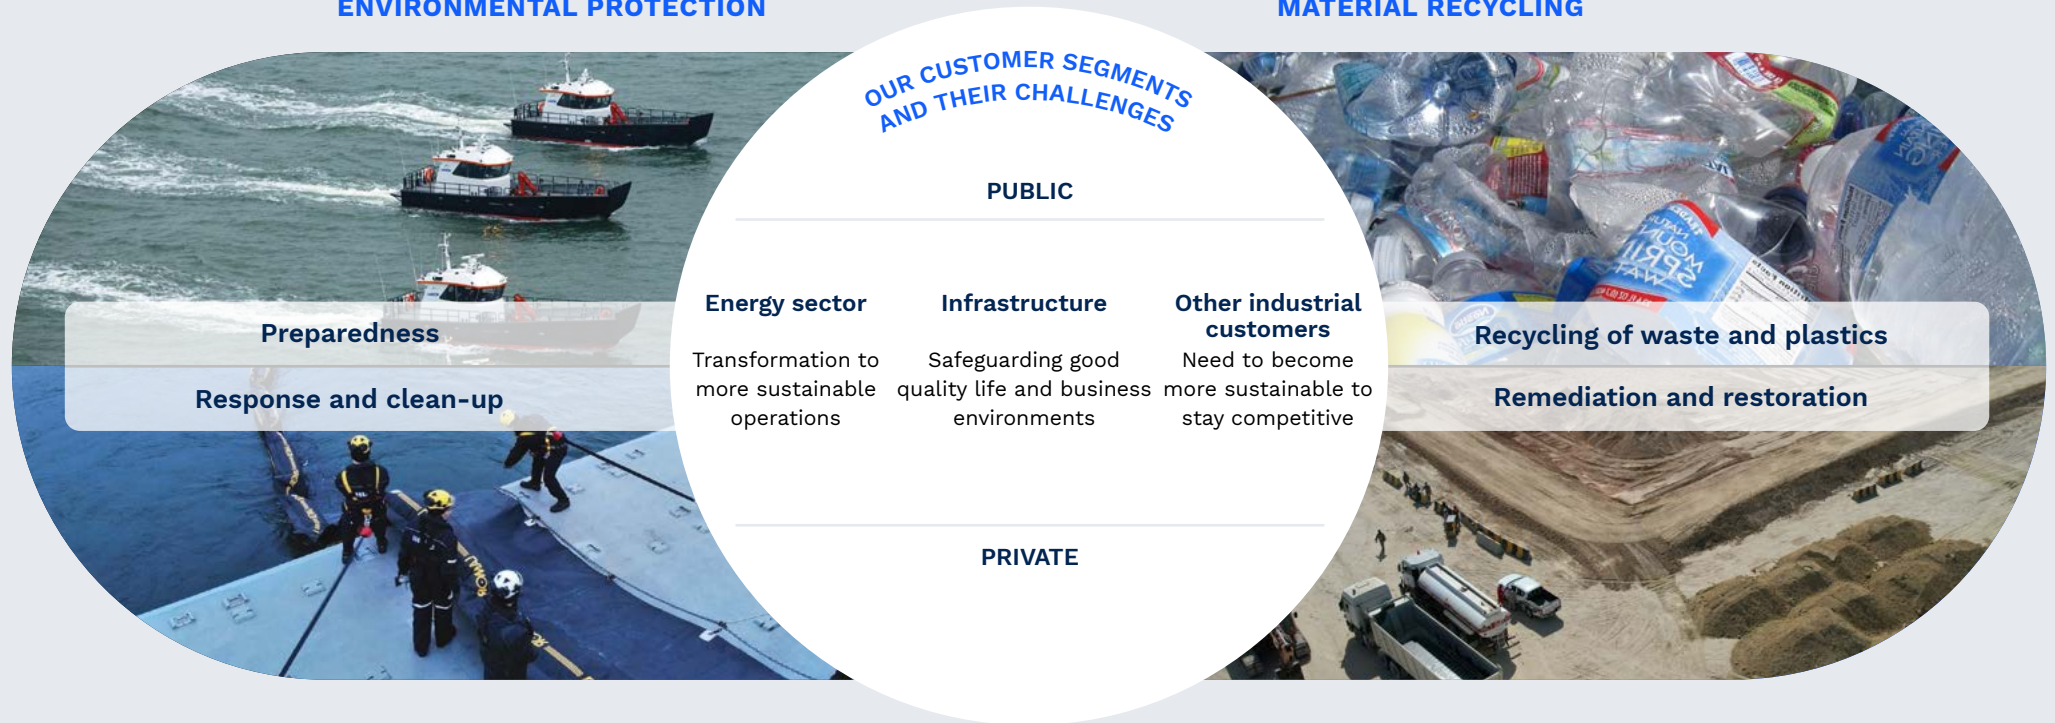 ENVIRONMENTAL PROTECTION
MATERIAL RECYCLING
OUR CUSTOMER SEGMENTS
AND THEIR CHALLENGES
PUBLIC
Energy sector
Transformation to
more sustainable
operations
Infrastructure
Safeguarding good
quality life and business
environments
Other industrial
customers
Need to become
more sustainable to
stay competitive
PRIVATE
Preparedness
Response and clean-up
Recycling of waste and plastics
Remediation and restoration